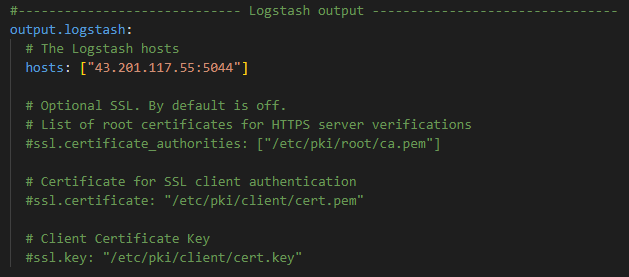 #---------------------------- Logstash output -------------------------------
output.logstash:
# The Logstash hosts
hosts: ["43.201.117.55:5044"]
# Optional SSL. By default is off.
# List of root certificates for HTTPS server verifications
#ssl.certificate_authorities: ["/etc/pki/root/ca.pem"]
# Certificate for SSL client authentication
#ssl.certificate: "/etc/pki/client/cert.pem"
# Client Certificate Key
#ssl.key: "/etc/pki/client/cert.key"